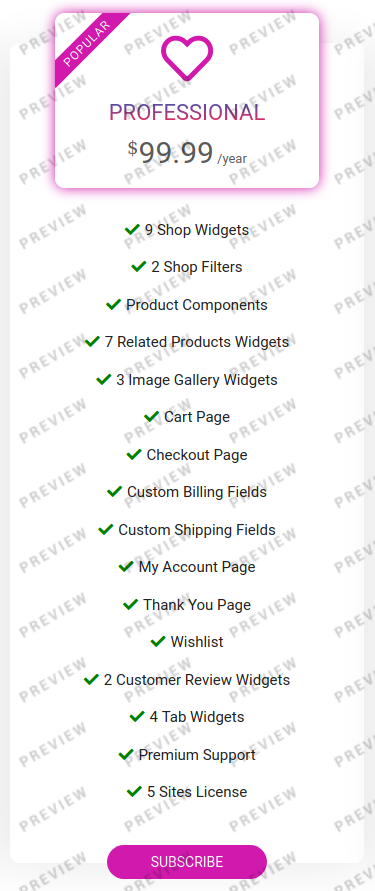 POPULAR
PROFESSIONAL
$99.99 /year
9 Shop Widgets
2 Shop Filters
Product Components
7 Related Products Widgets
3 Image Gallery Widgets
Cart Page
Checkout Page
Custom Billing Fields
Custom Shipping Fields
My Account Page
Thank You Page
Wishlist
2 Customer Review Widgets
4 Tab Widgets
Premium Support
5 Sites License
SUBSCRIBE
PREVIEW